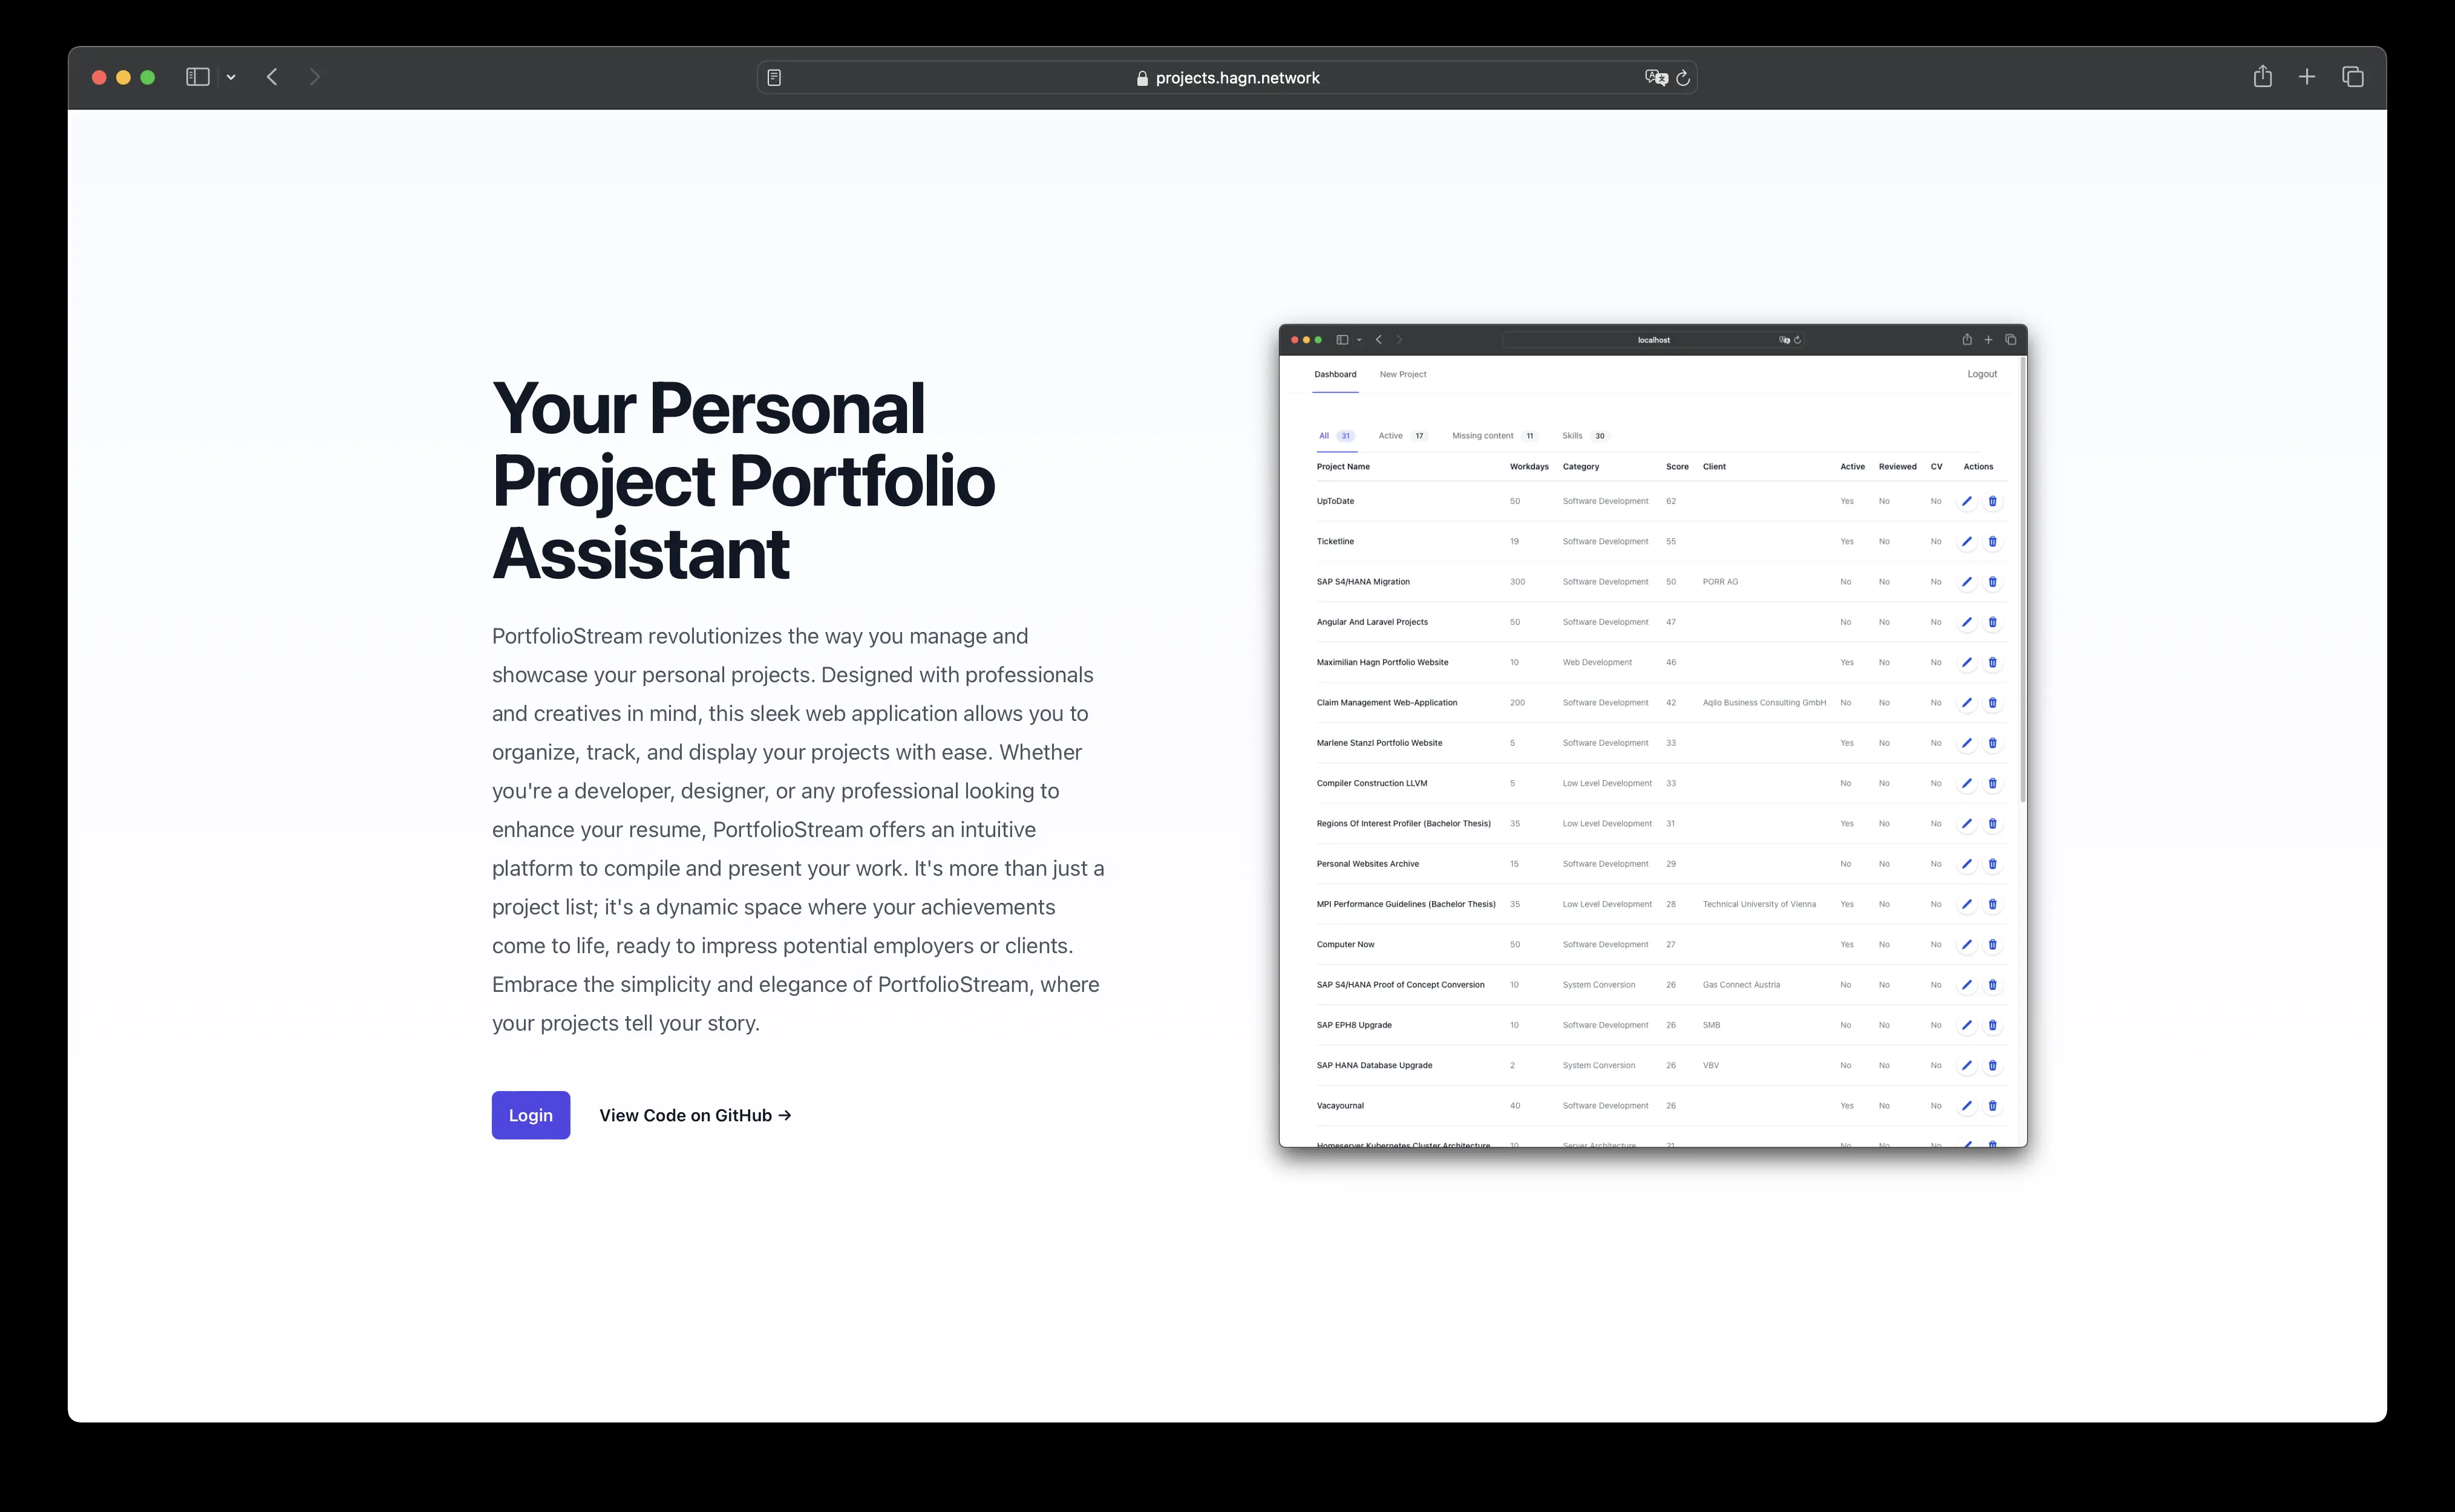 projects.hagn.network
Your Personal
Project Portfolio
Assistant
PortfolioStream revolutionizes the way you manage and
showcase your personal projects. Designed with professionals
and creatives in mind, this sleek web application allows you to
organize, track, and display your projects with ease. Whether
you're a developer, designer, or any professional looking to
enhance your resume, PortfolioStream offers an intuitive
platform to compile and present your work. It's more than just a
project list; it's a dynamic space where your achievements
come to life, ready to impress potential employers or clients.
Embrace the simplicity and elegance of PortfolioStream, where
your projects tell your story.
Login View Code on GitHub →
localhost
Dashboard New Project Logout
All 31 Active 17 Missing content 11 Skills 30
Project Name Workdays Category Score Client Active Reviewed CV Actions
UpToDate 50 Software Development 62 Yes No No
Ticketline 19 Software Development 55 Yes No No
SAP S4/HANA Migration 300 Software Development 50 PORR AG No No No
Angular And Laravel Projects 50 Software Development 47 No No No
Maximilian Hagn Portfolio Website 10 Web Development 46 Yes No No
Claim Management Web-Application 200 Software Development 42 Aqilo Business Consulting GmbH No No No
Marlene Stanzl Portfolio Website 5 Software Development 33 Yes No No
Compiler Construction LLVM 5 Low Level Development 33 No No No
Regions Of Interest Profiler (Bachelor Thesis) 35 Low Level Development 31 Yes No No
Personal Websites Archive 15 Software Development 29 No No No
MPI Performance Guidelines (Bachelor Thesis) 35 Low Level Development 28 Technical University of Vienna Yes No No
Computer Now 50 Software Development 27 Yes No No
SAP S4/HANA Proof of Concept Conversion 10 System Conversion 26 Gas Connect Austria No No No
SAP EPH8 Upgrade 10 Software Development 26 SMB No No No
SAP HANA Database Upgrade 2 System Conversion 26 VBV No No No
Vacayournal 40 Software Development 26 Yes No No
Homeserver Kubernetes Cluster Architecture 10 Server Architecture 21 No No No